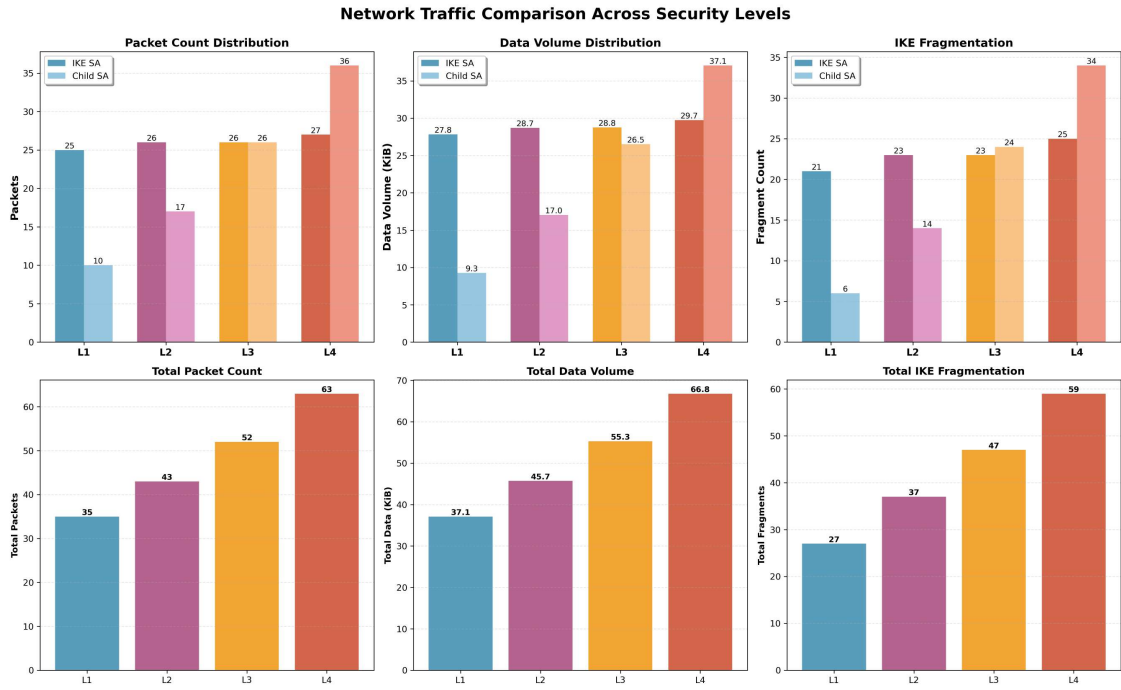 Network Traffic Comparison Across Security Levels
Packet Count Distribution
Packets
35
30
25
20
15
10
5
0
IKE SA
Child SA
25
10
26
17
26
26
27
36
L1
L2
L3
L4
Data Volume Distribution
Data Volume (KiB)
35
30
25
20
15
10
5
0
IKE SA
Child SA
27.8
9.3
28.7
17.0
28.8
26.5
29.7
37.1
L1
L2
L3
L4
IKE Fragmentation
Fragment Count
35
30
25
20
15
10
5
0
IKE SA
Child SA
21
6
23
14
23
24
25
34
L1
L2
L3
L4
Total Packet Count
Total Packets
60
50
40
30
20
10
0
35
43
52
63
L1
L2
L3
L4
Total Data Volume
Total Data (KiB)
70
60
50
40
30
20
10
0
37.1
45.7
55.3
66.8
L1
L2
L3
L4
Total IKE Fragmentation
Total Fragments
60
50
40
30
20
10
0
27
37
47
59
L1
L2
L3
L4